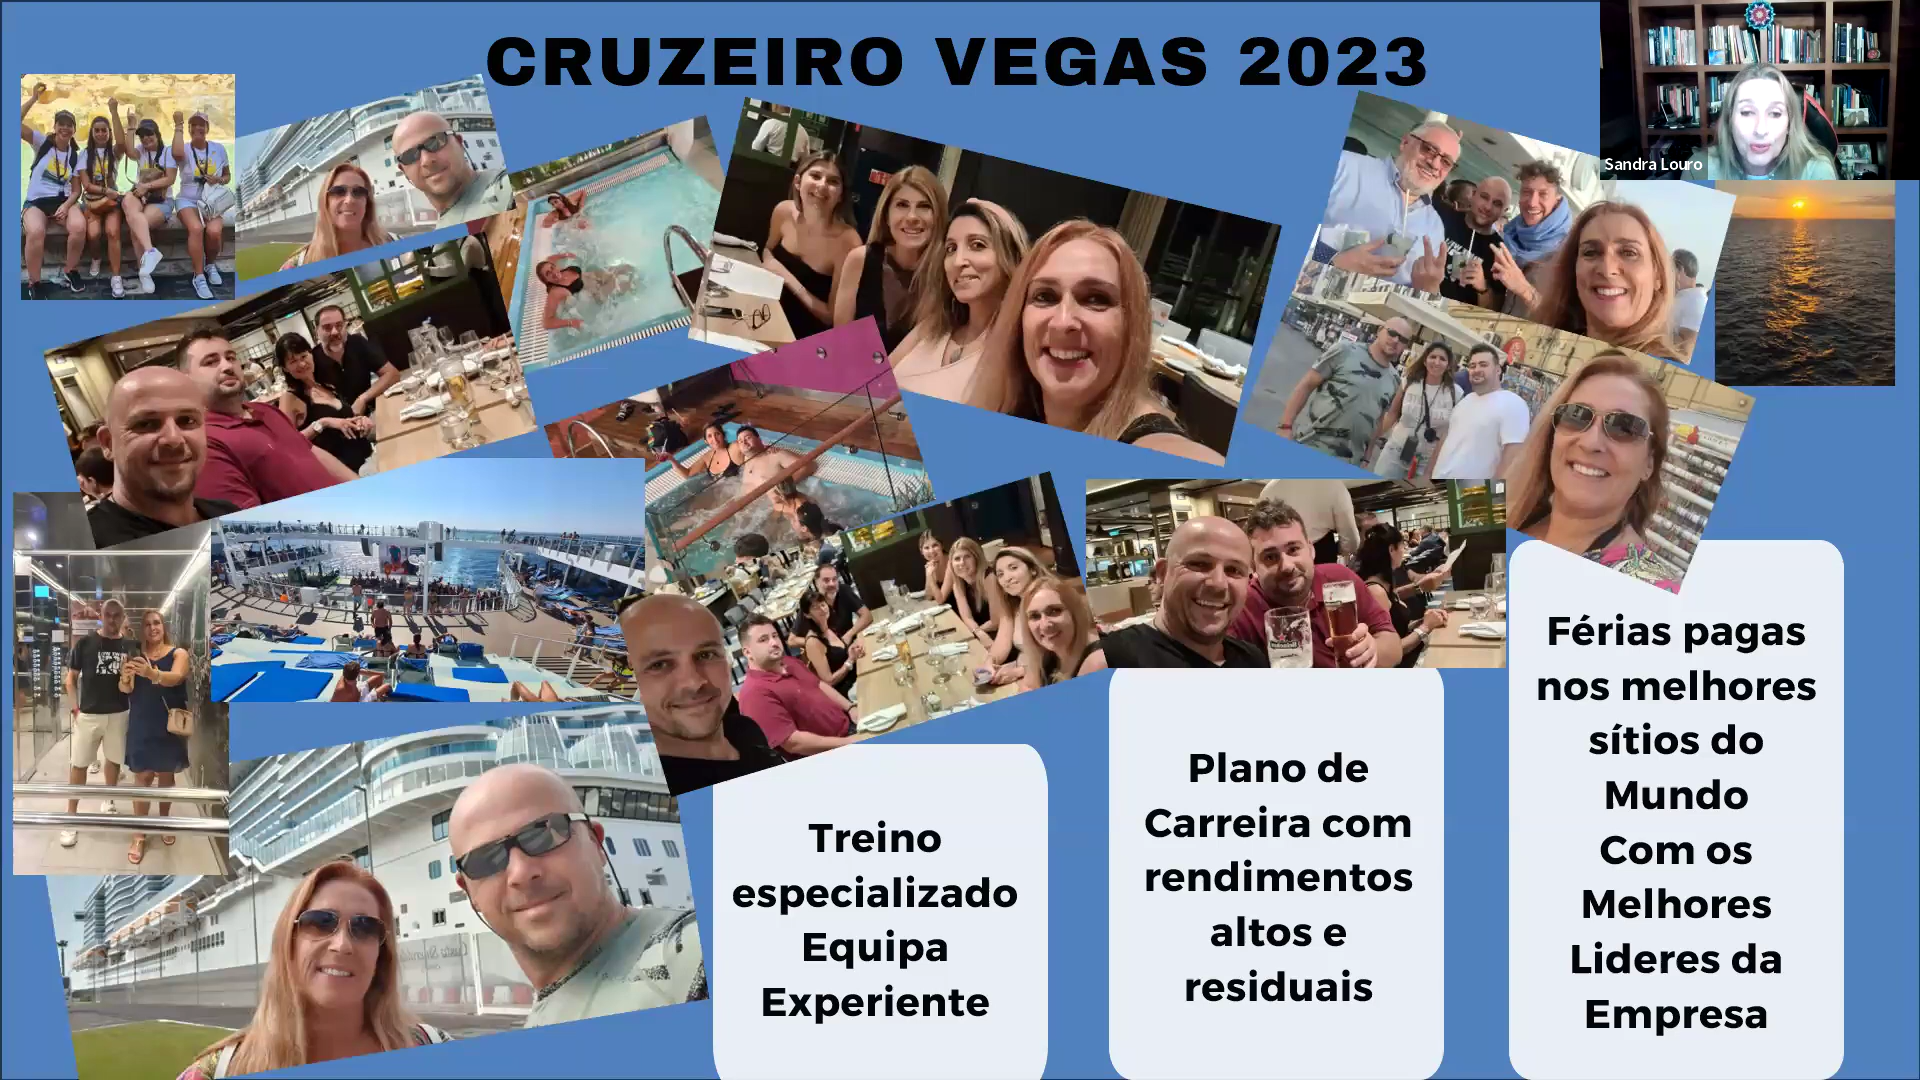 CRUZEIRO VEGAS 2023
Sandra Louro
Treino
especializado
Equipa
Experiente
Plano de
Carreira com
rendimentos
altos e
residuais
Férias pagas
nos melhores
sítios do
Mundo
Com os
Melhores
Lideres da
Empresa